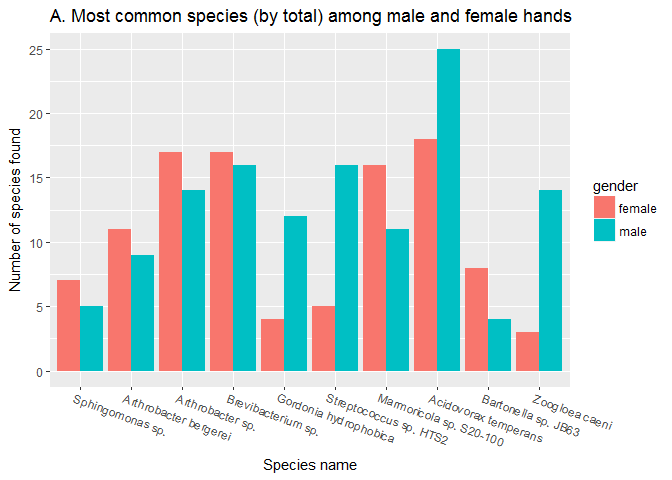 A. Most common species (by total) among male and female hands
Number of species found
25
20
15
10
5
0
Sphingomonas sp.
Arthrobacter bergerei
Arthrobacter sp.
Brevibacterium sp.
Gordonia hydrophobica
Streptococcus sp. HTS2
Marmoricola sp. S20-100
Acidovorax temperans
Bartonella sp. JB63
Zoogloea caeni
Species name
gender
female
male